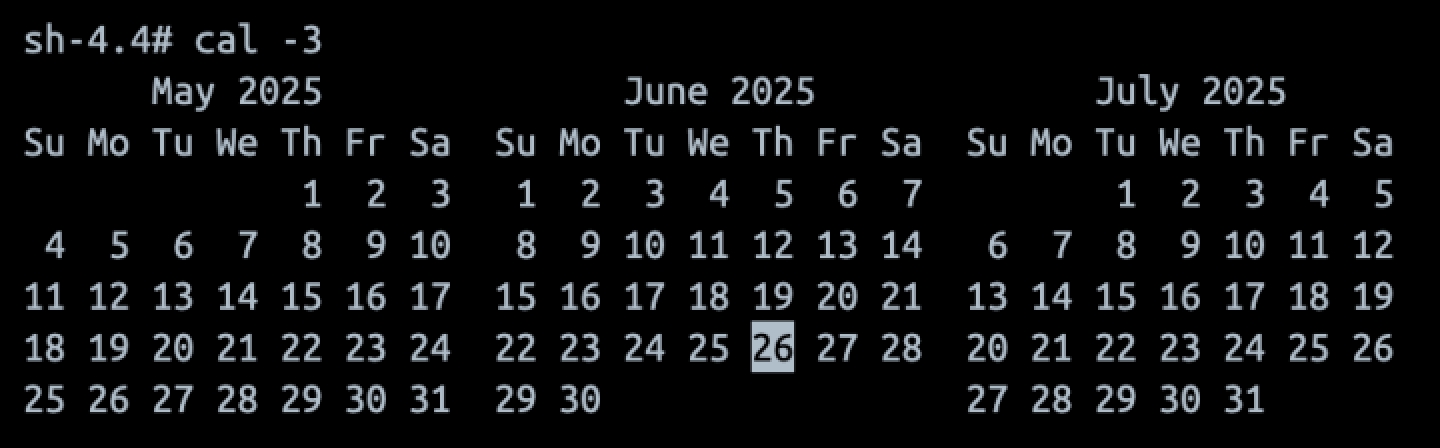 sh-4.4# cal -3
      May 2025              June 2025             July 2025
Su Mo Tu We Th Fr Sa  Su Mo Tu We Th Fr Sa  Su Mo Tu We Th Fr Sa
             1  2  3   1  2  3  4  5  6  7         1  2  3  4  5
 4  5  6  7  8  9 10   8  9 10 11 12 13 14   6  7  8  9 10 11 12
11 12 13 14 15 16 17  15 16 17 18 19 20 21  13 14 15 16 17 18 19
18 19 20 21 22 23 24  22 23 24 25 26 27 28  20 21 22 23 24 25 26
25 26 27 28 29 30 31  29 30                 27 28 29 30 31